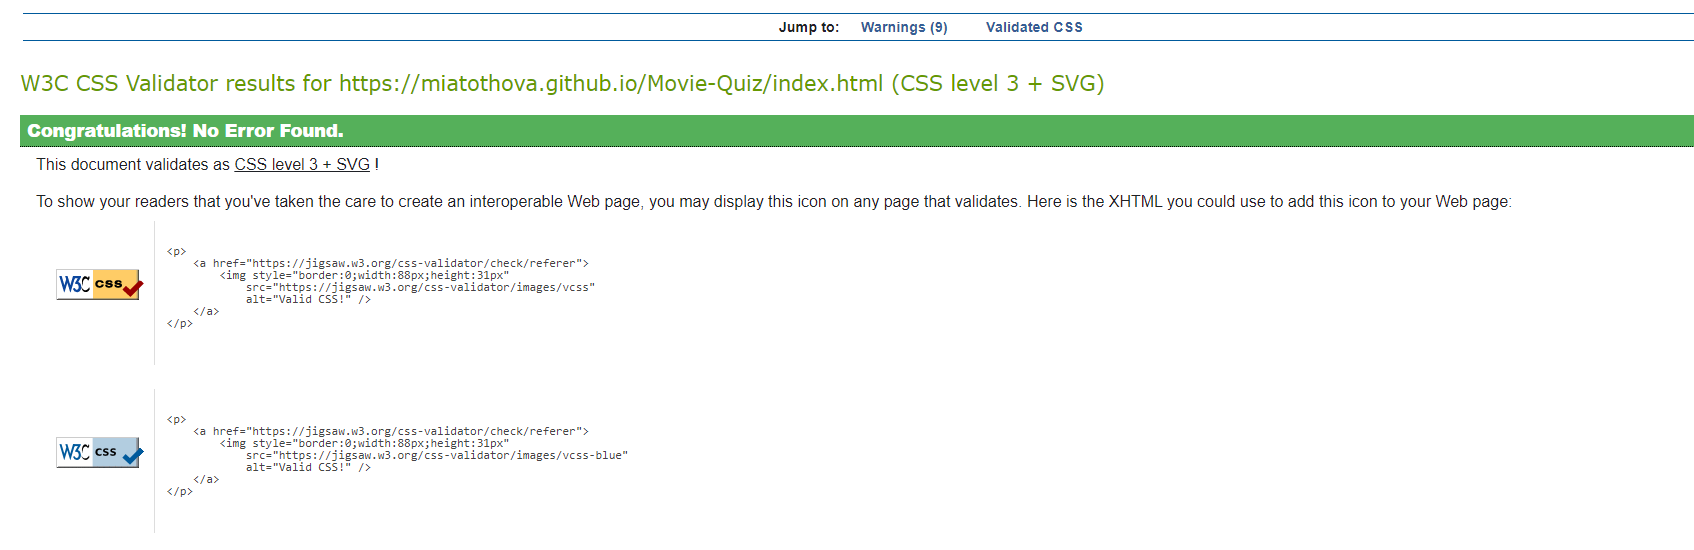 Jump to: Warnings (9) Validated CSS
W3C CSS Validator results for https://miatothova.github.io/Movie-Quiz/index.html (CSS level 3 + SVG)
Congratulations! No Error Found.
This document validates as CSS level 3 + SVG !
To show your readers that you've taken the care to create an interoperable Web page, you may display this icon on any page that validates. Here is the XHTML you could use to add this icon to your Web page:
<p>
<a href="https://jigsaw.w3.org/css-validator/check/referer">
<img style="border:0;width:88px;height:31px"
W3C css
src="https://jigsaw.w3.org/css-validator/images/vcss"
alt="Valid CSS!" />
</a>
</p>
<p>
<a href="https://jigsaw.w3.org/css-validator/check/referer">
<img style="border:0;width:88px;height:31px"
W3C css
src="https://jigsaw.w3.org/css-validator/images/vcss-blue"
alt="Valid CSS!" />
</a>
</p>